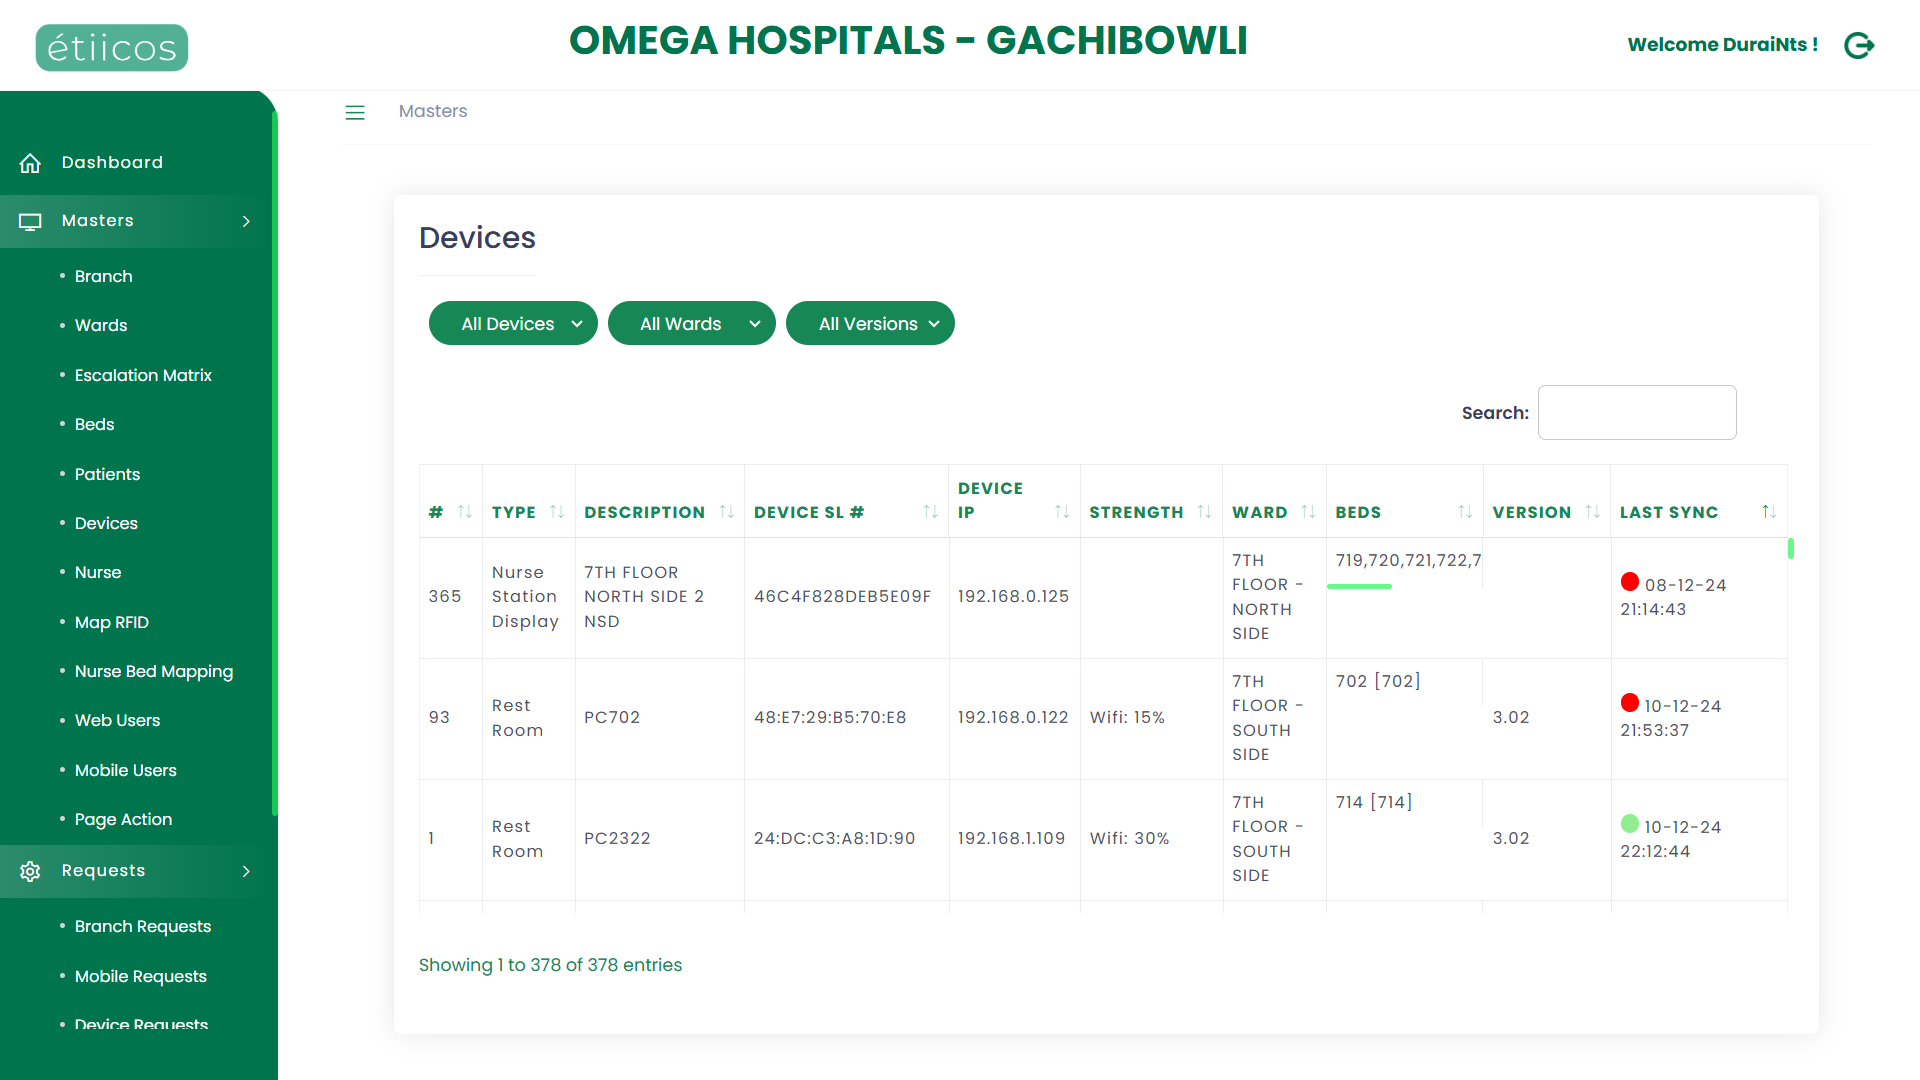 étiicos
OMEGA HOSPITALS - GACHIBOWLI
Welcome DuraiNts !
Masters
Dashboard
Masters
Branch
Wards
Escalation Matrix
Beds
Patients
Devices
Nurse
Map RFID
Nurse Bed Mapping
Web Users
Mobile Users
Page Action
Requests
Branch Requests
Mobile Requests
Device Requests
Devices
All Devices
All Wards
All Versions
Search:
# TYPE DESCRIPTION DEVICE SL # DEVICE IP STRENGTH WARD BEDS VERSION LAST SYNC
365 Nurse Station Display 7TH FLOOR NORTH SIDE 2 NSD 46C4F828DEB5E09F 192.168.0.125 7TH FLOOR - NORTH SIDE 719,720,721,722,7 08-12-24 21:14:43
93 Rest Room PC702 48:E7:29:B5:70:E8 192.168.0.122 Wifi: 15% 7TH FLOOR - SOUTH SIDE 702 [702] 3.02 10-12-24 21:53:37
1 Rest Room PC2322 24:DC:C3:A8:1D:90 192.168.1.109 Wifi: 30% 7TH FLOOR - SOUTH SIDE 714 [714] 3.02 10-12-24 22:12:44
Showing 1 to 378 of 378 entries